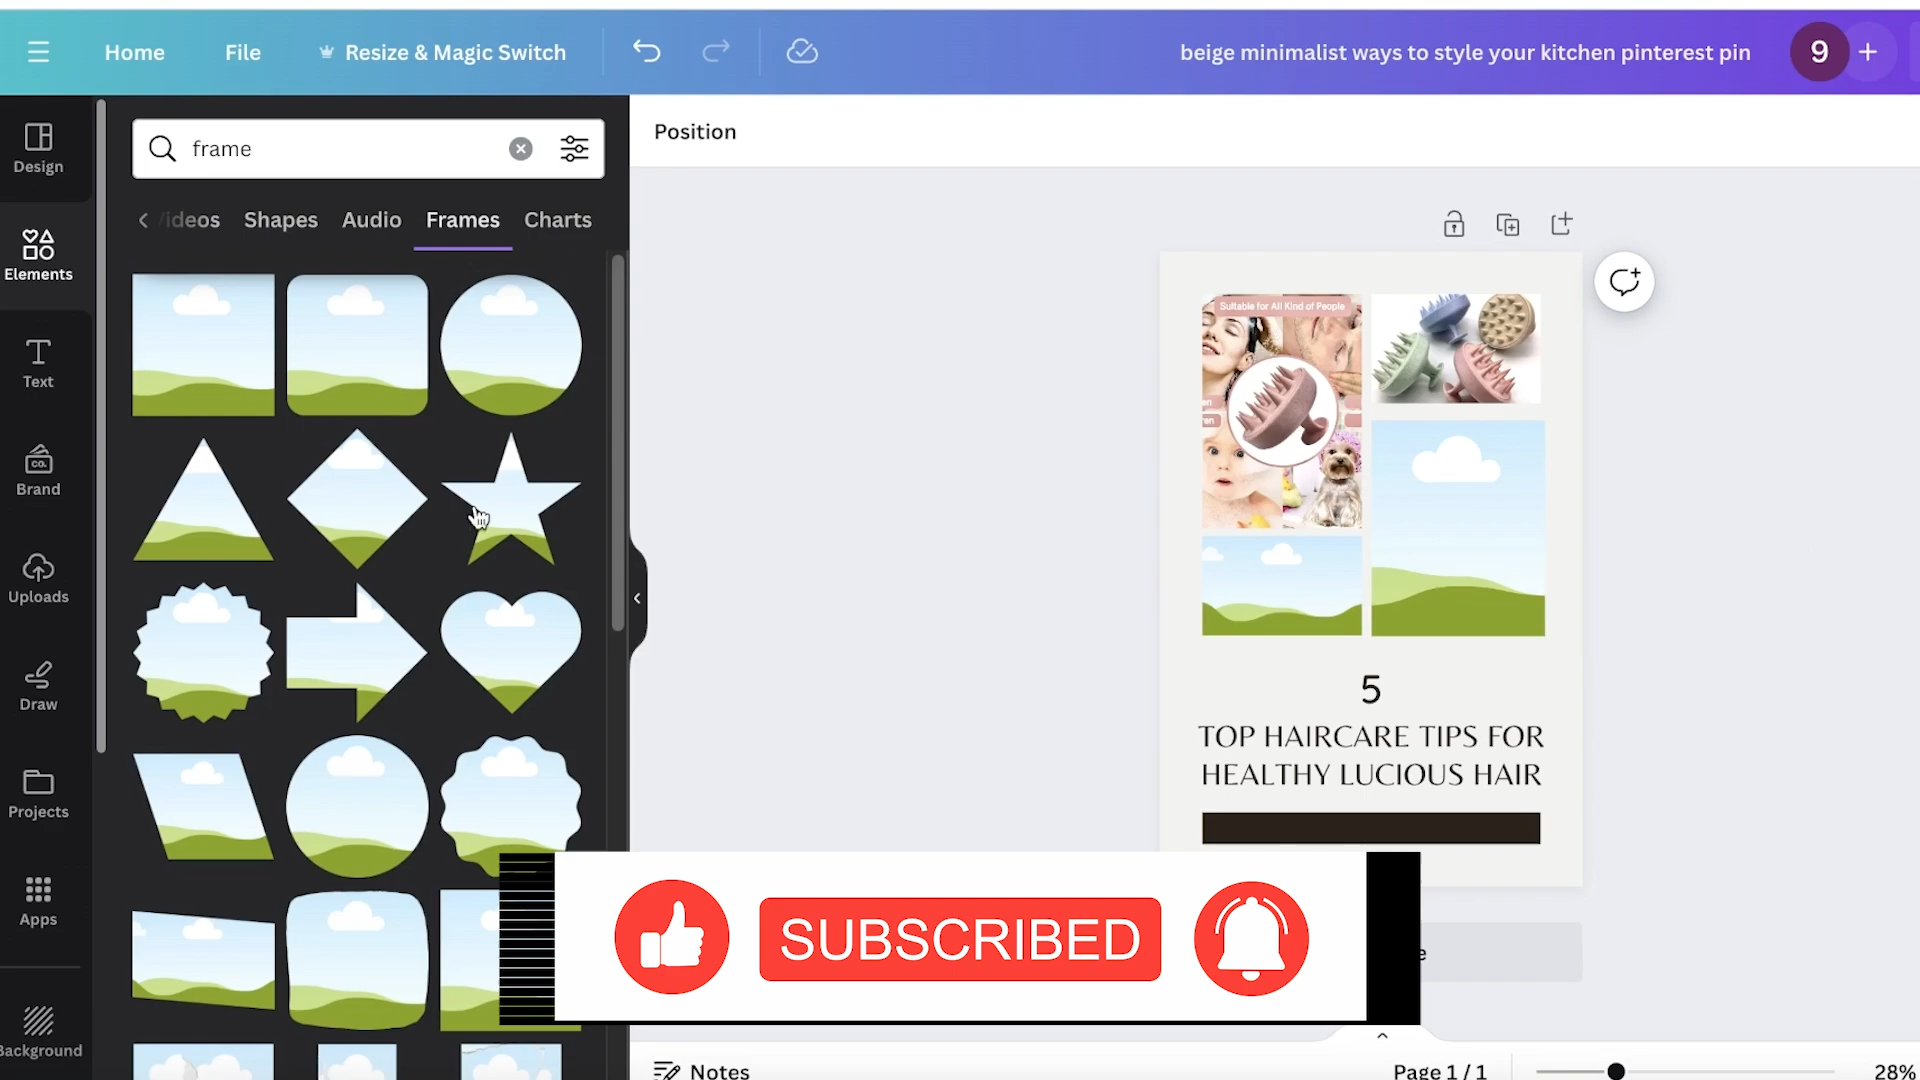 Home
File
Resize & Magic Switch
beige minimalist ways to style your kitchen pinterest pin
9
Design
Elements
Text
Brand
CO.
Uploads
Draw
Projects
Apps
Background
frame
ideos
Shapes
Audio
Frames
Charts
Position
Suitable for All Kind of People
5
TOP HAIRCARE TIPS FOR
HEALTHY LUCIOUS HAIR
SUBSCRIBED
Notes
Page 1 / 1
28%